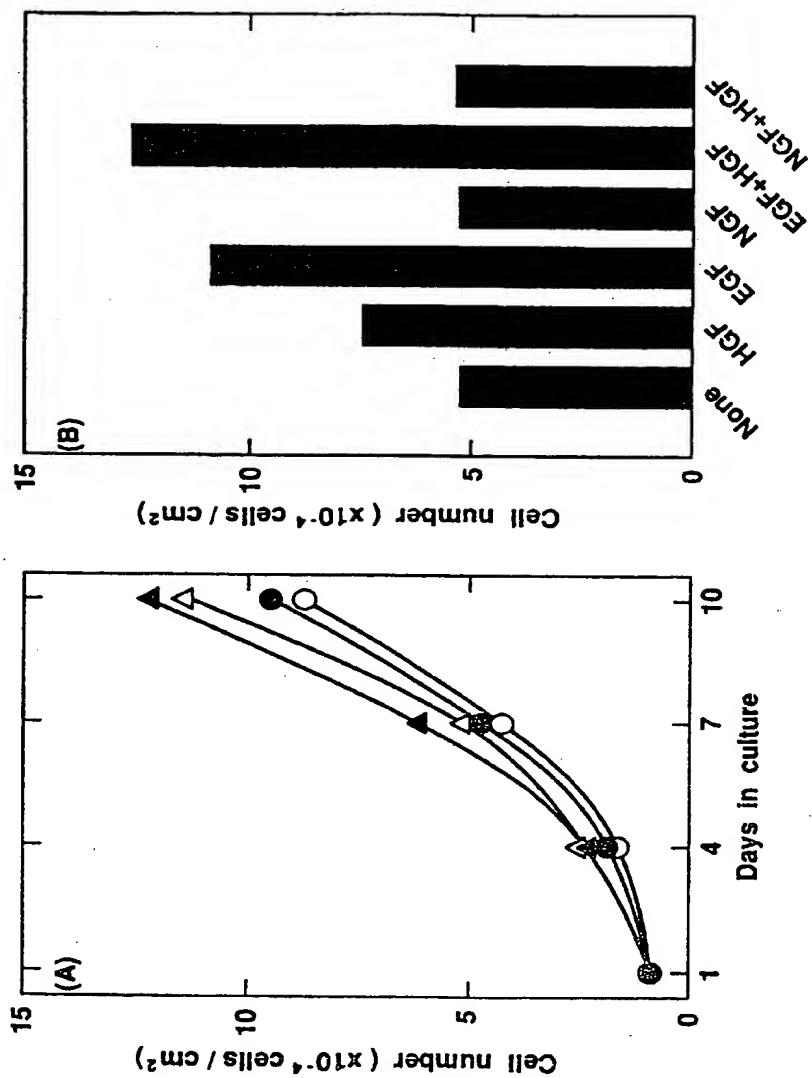 (A)
Cell number ( x10⁻⁴ cells / cm²)
15
10
5
0
1
4
7
10
Days in culture
(B)
Cell number ( x10⁻⁴ cells / cm²)
15
10
5
0
None
HGF
EGF
NGF
EGF+HGF
NGF+HGF